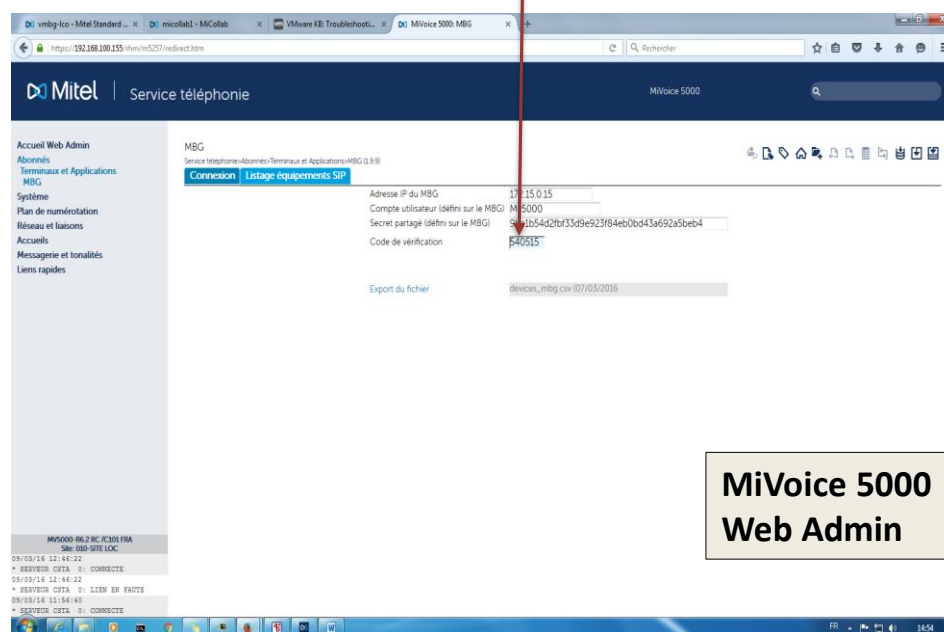 vmbg-lco - Mitel Standard ...
micollab1 - MiCollab
VMware KB: Troubleshooti...
MiVoice 5000: MBG
https://192.168.100.155/rhm/m5257/redirect.htm
Rechercher
Mitel | Service téléphonie
MiVoice 5000
Accueil Web Admin
Abonnés
Terminaux et Applications
MBG
Système
Plan de numérotation
Réseau et liaisons
Accueils
Messagerie et tonalités
Liens rapides
MBG
Service téléphonie>Abonnés>Terminaux et Applications>MBG (1.9.9)
Connexion Listage équipements SIP
Adresse IP du MBG 172.15.0.15
Compte utilisateur (défini sur le MBG)
Secret partagé (défini sur le MBG)
Code de vérification 540515
Export du fichier devices_mbg.csv (07/03/2016
MiVoice 5000
Web Admin
MV5000-R6.2 RC /C101 FRA
Site: 010-SITE LOC
09/03/16 12:46:22
* SERVEUR CSTA 0: CONNECTE
09/03/16 12:46:22
* SERVEUR CSTA 0: LIEN EN FAUTE
09/03/16 11:56:40
* SERVEUR CSTA 0: CONNECTE
FR
14:54